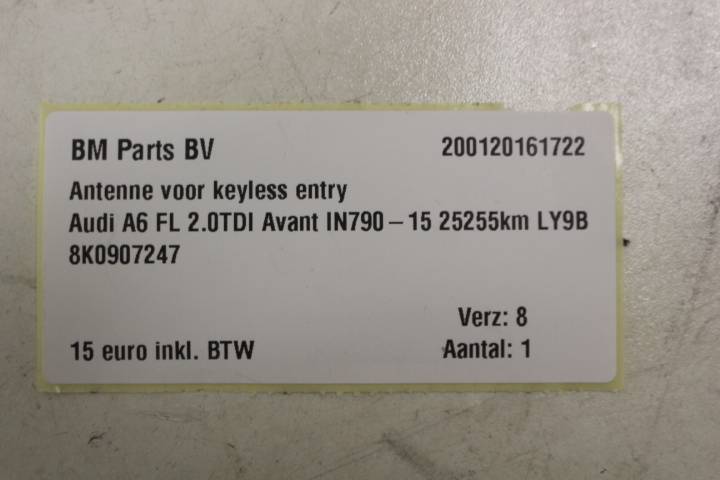 BM Parts BV 200120161722
Antenne voor keyless entry
Audi A6 FL 2.0TDI Avant IN790 – 15 25255km LY9B
8K0907247
Verz: 8
15 euro inkl. BTW Aantal: 1